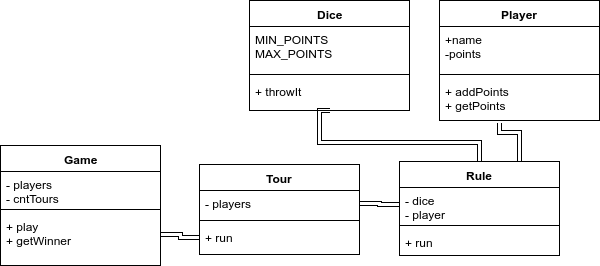 Dice
MIN_POINTS
MAX_POINTS
+ throwIt
Player
+name
-points
+ addPoints
+ getPoints
Game
- players
- cntTours
+ play
+ getWinner
Tour
- players
+ run
Rule
- dice
- player
+ run